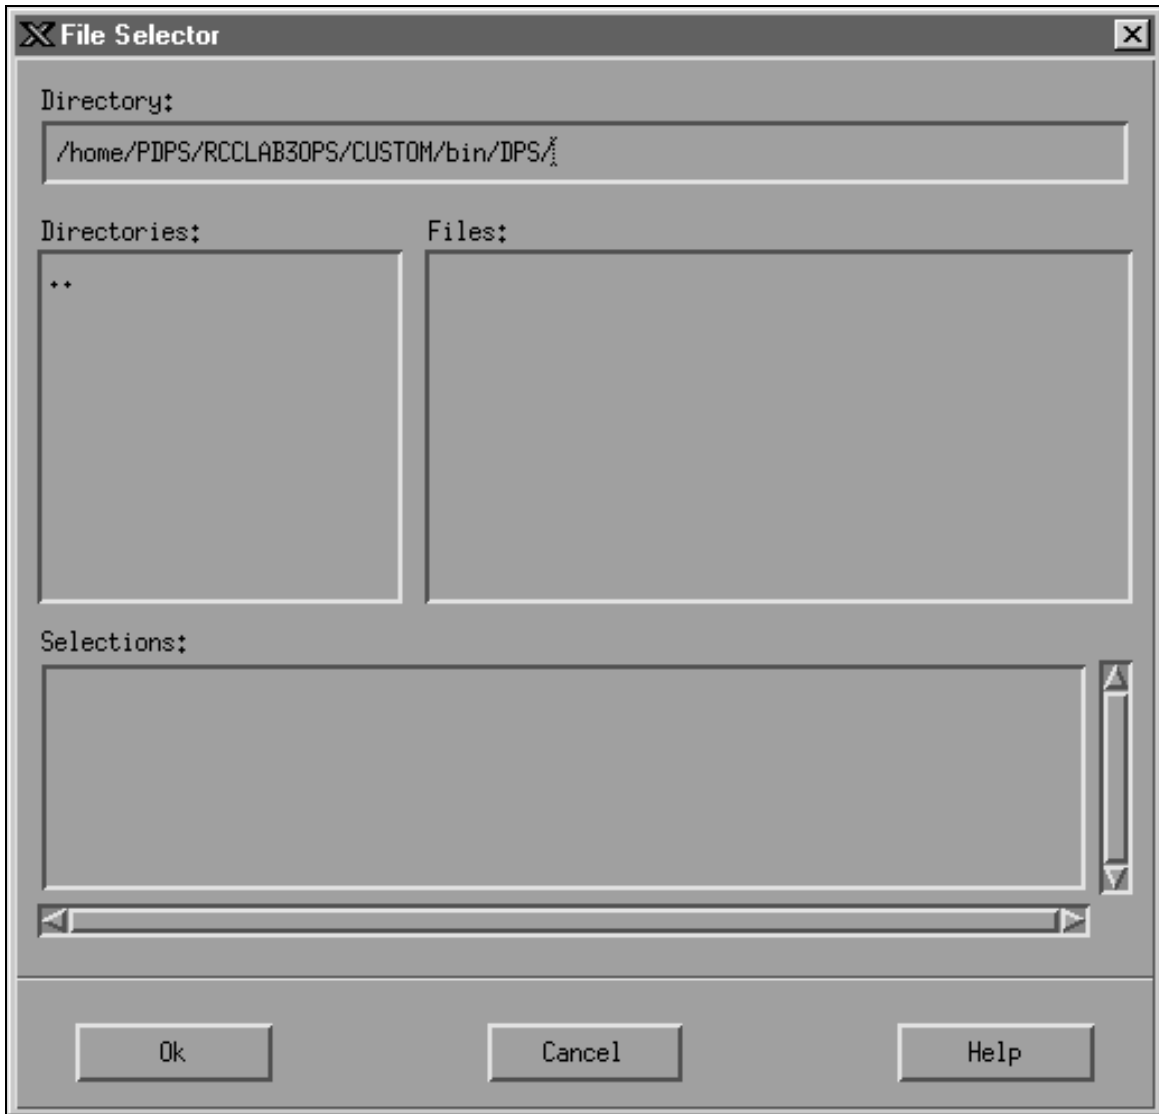 File Selector
Directory:
/home/PDPS/RCCLAB3OPS/CUSTOM/bin/DPS/
Directories:
Files:
..
Selections:
Ok
Cancel
Help